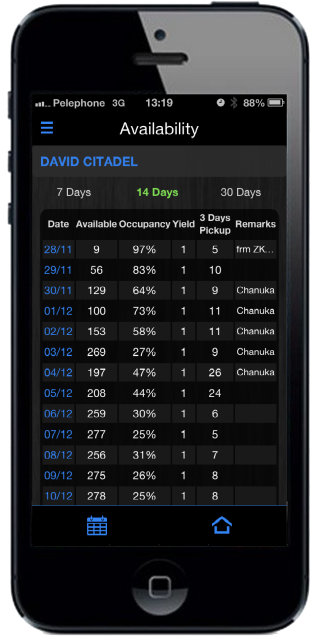 Pelephone 3G 13:19 88%
Availability
DAVID CITADEL
7 Days 14 Days 30 Days
Date Available Occupancy Yield 3 Days Pickup Remarks
28/11 9 97% 1 5 frm ZK...
29/11 56 83% 1 10
30/11 129 64% 1 9 Chanuka
01/12 100 73% 1 11 Chanuka
02/12 153 58% 1 11 Chanuka
03/12 269 27% 1 9 Chanuka
04/12 197 47% 1 26 Chanuka
05/12 208 44% 1 24
06/12 259 30% 1 6
07/12 277 25% 1 5
08/12 256 31% 1 7
09/12 275 26% 1 8
10/12 278 25% 1 8